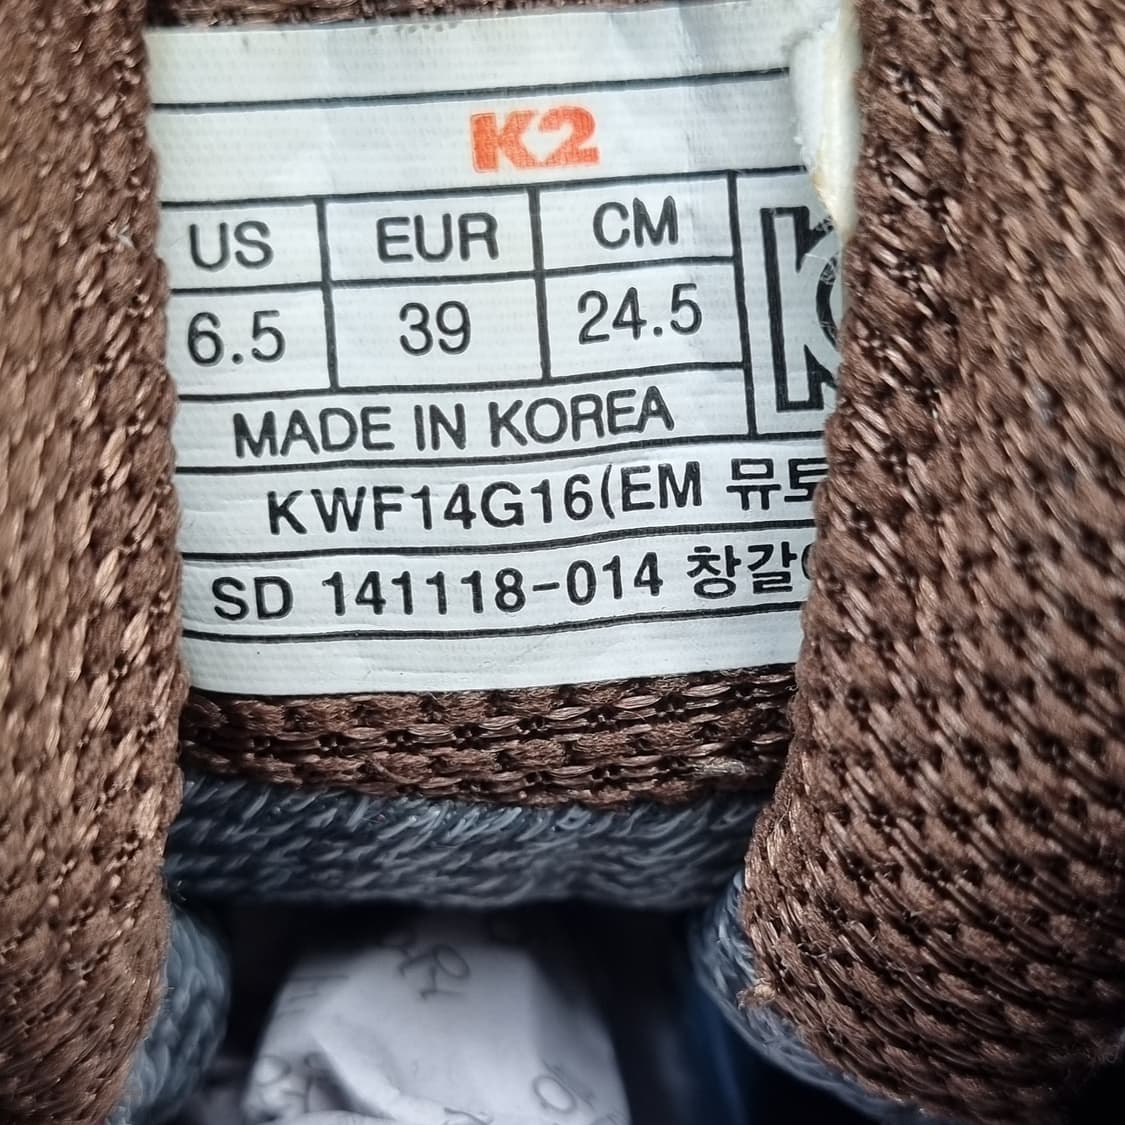 K2
US EUR CM
6.5 39 24.5
MADE IN KOREA
KWF14G16(EM 뮤토
SD 141118-014 창갈